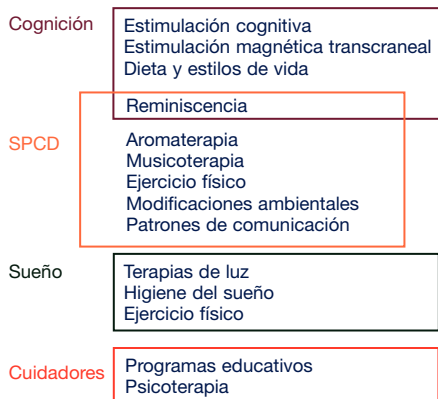 Cognición
Estimulación cognitiva
Estimulación magnética transcraneal
Dieta y estilos de vida
Reminiscencia
SPCD
Aromaterapia
Musicoterapia
Ejercicio físico
Modificaciones ambientales
Patrones de comunicación
Sueño
Terapias de luz
Higiene del sueño
Ejercicio físico
Cuidadores
Programas educativos
Psicoterapia